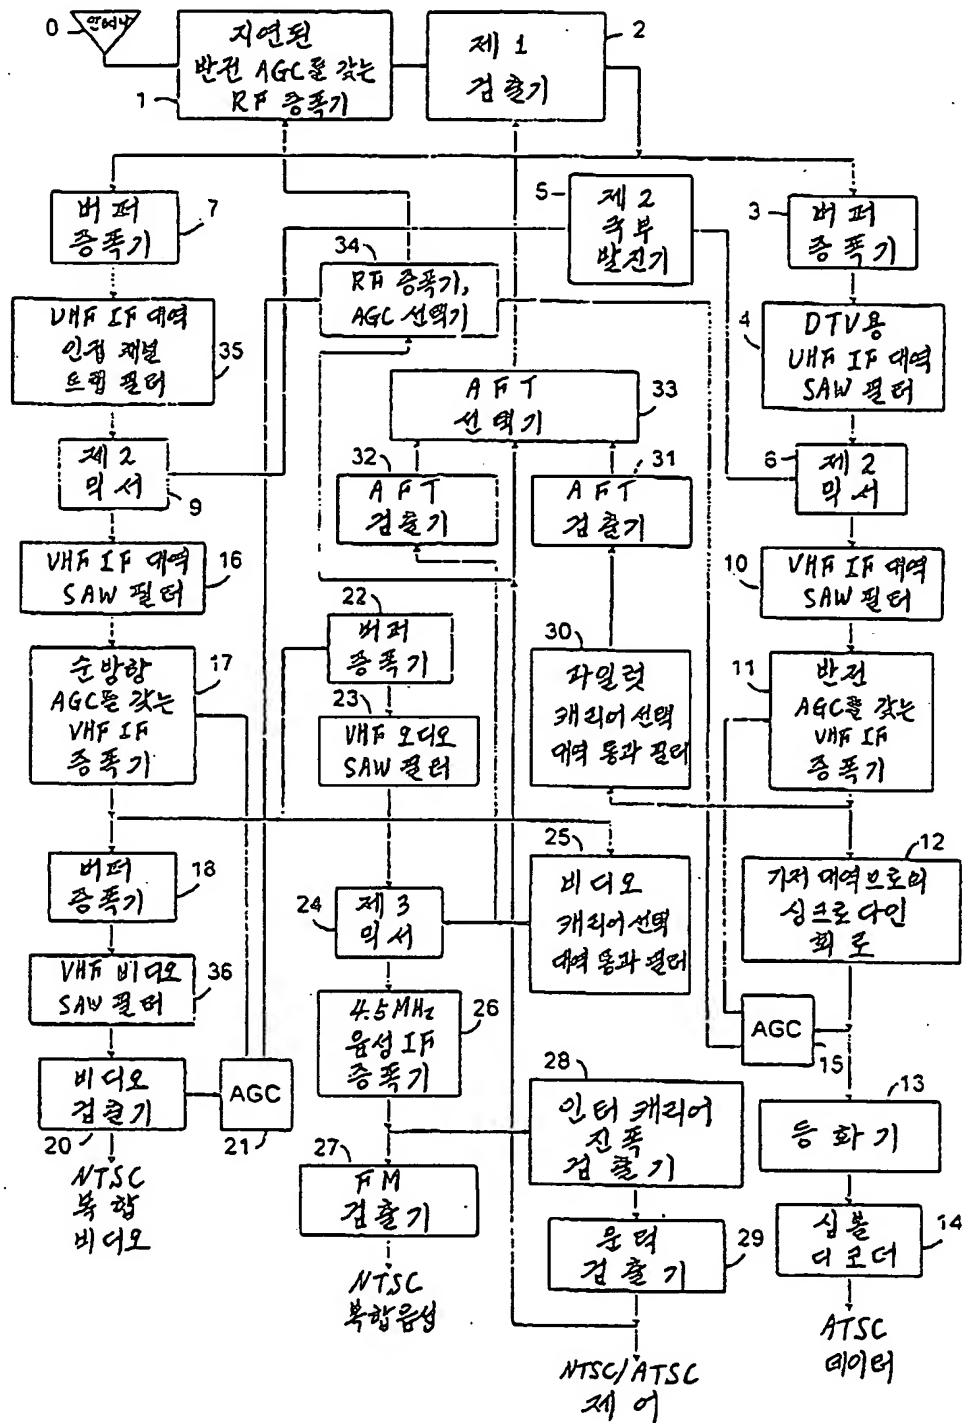 0
안테나
지연된
반전 AGC를 갖는
RF 증폭기
1
제 1
검출기
2
버퍼
증폭기
7
5
제 2
국부
발진기
3
버퍼
증폭기
34
RF 증폭기,
AGC 선택기
UHF IF 대역
인접 채널
트랩 필터
35
4
DTV용
UHF IF 대역
SAW 필터
AFT
선택기
33
제 2
믹서
9
32
AFT
검출기
31
AFT
검출기
6
제 2
믹서
VHF IF 대역
SAW 필터
16
10
VHF IF 대역
SAW 필터
22
버퍼
증폭기
순방향
AGC를 갖는
VHF IF
증폭기
17
30
파일럿
캐리어 선택
대역 통과 필터
11
반전
AGC를 갖는
VHF IF
증폭기
23
VHF 오디오
SAW 필터
버퍼
증폭기
18
24
제 3
믹서
25
비디오
캐리어 선택
대역 통과 필터
12
기저 대역으로의
싱크로다인
회로
VHF 비디오
SAW 필터
36
4.5MHz
음성 IF
증폭기
26
AGC
15
비디오
검출기
20
AGC
21
28
인터 캐리어
진폭
검출기
13
등화기
NTSC
복합
비디오
27
FM
검출기
문턱
검출기
29
심볼
디코더
14
NTSC
복합음성
NTSC/ATSC
제어
ATSC
데이터